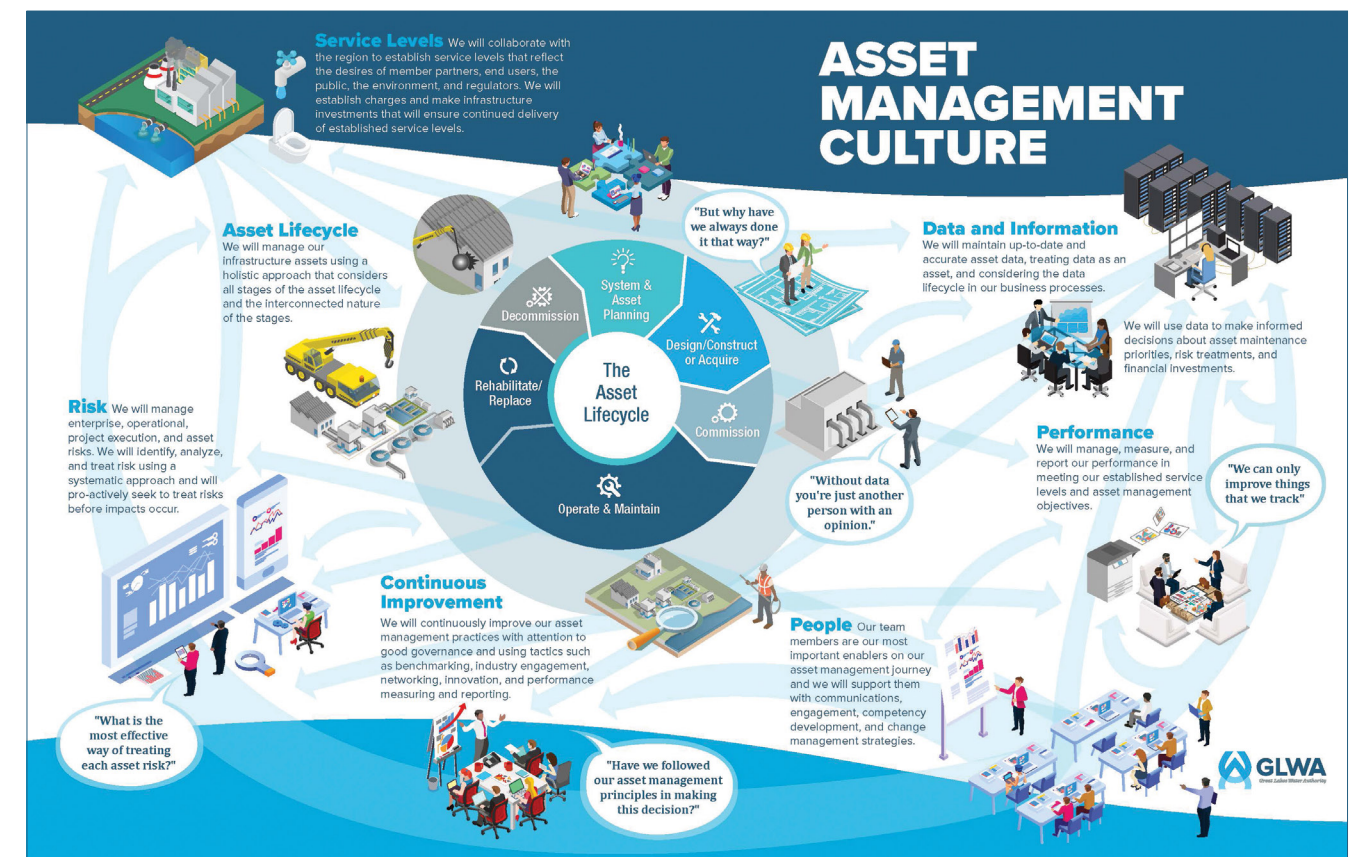 ASSET
MANAGEMENT
CULTURE
Service Levels We will collaborate with
the region to establish service levels that reflect
the desires of member partners, end users, the
public, the environment, and regulators. We will
establish charges and make infrastructure
investments that will ensure continued delivery
of established service levels.
"But why have
we always done
it that way?"
Asset Lifecycle
We will manage our
infrastructure assets using a
holistic approach that considers
all stages of the asset lifecycle
and the interconnected nature
of the stages.
Data and Information
We will maintain up-to-date and
accurate asset data, treating data as an
asset, and considering the data
lifecycle in our business processes.
We will use data to make informed
decisions about asset maintenance
priorities, risk treatments, and
financial investments.
The
Asset
Lifecycle
System &
Asset
Planning
Design/Construct
or Acquire
Commission
Operate & Maintain
Rehabilitate/
Replace
Decommission
Risk We will manage
enterprise, operational,
project execution, and asset
risks. We will identify, analyze,
and treat risk using a
systematic approach and will
pro-actively seek to treat risks
before impacts occur.
Performance
We will manage, measure, and
report our performance in
meeting our established service
levels and asset management
objectives.
"We can only
improve things
that we track"
"Without data
you're just another
person with an
opinion."
Continuous
Improvement
We will continuously improve our asset
management practices with attention to
good governance and using tactics such
as benchmarking, industry engagement,
networking, innovation, and performance
measuring and reporting.
People Our team
members are our most
important enablers on our
asset management journey
and we will support them
with communications,
engagement, competency
development, and change
management strategies.
"What is the
most effective
way of treating
each asset risk?"
"Have we followed
our asset management
principles in making
this decision?"
GLWA
Great Lakes Water Authority